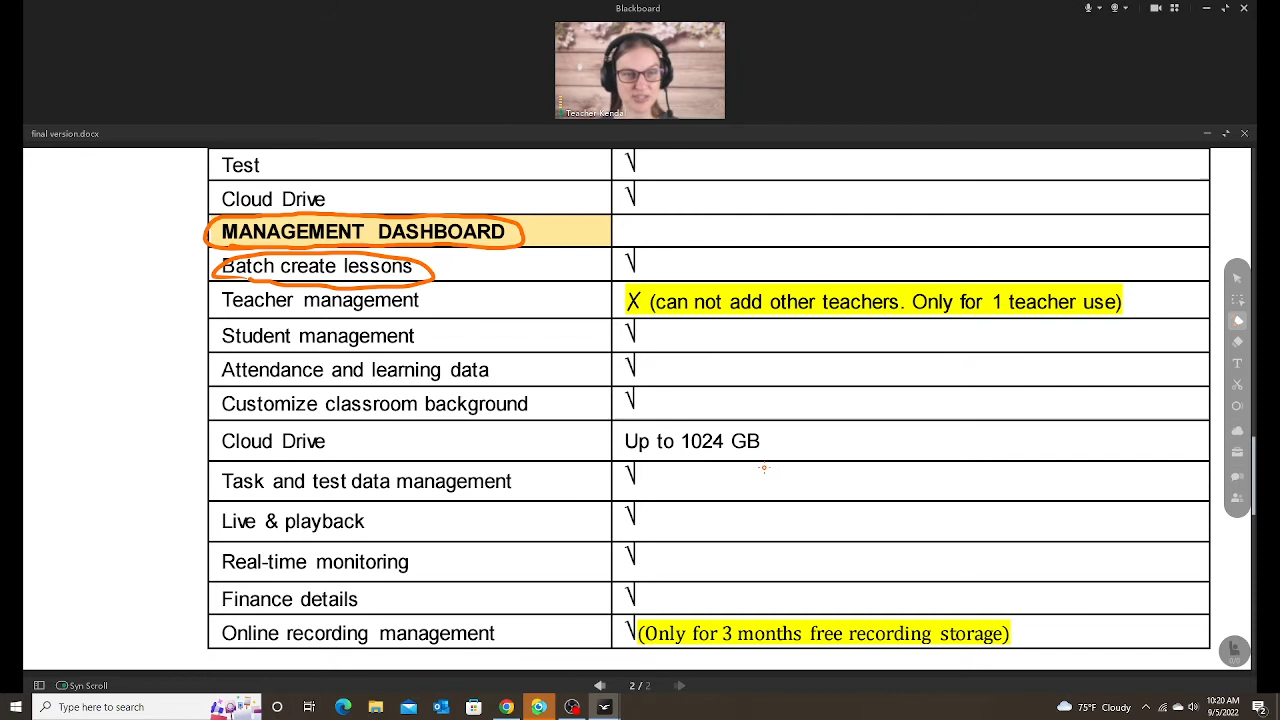 Blackboard
Teacher Kendall
final version.docx
Test √
Cloud Drive √
MANAGEMENT DASHBOARD
Batch create lessons √
Teacher management X (can not add other teachers. Only for 1 teacher use)
Student management √
Attendance and learning data √
Customize classroom background √
Cloud Drive Up to 1024 GB
Task and test data management √
Live & playback √
Real-time monitoring √
Finance details √
Online recording management √(Only for 3 months free recording storage)
0/0
Syn Scroll 2 / 2
Type here to search
75°F Cloudy
10:20 AM
9/5/2022
2